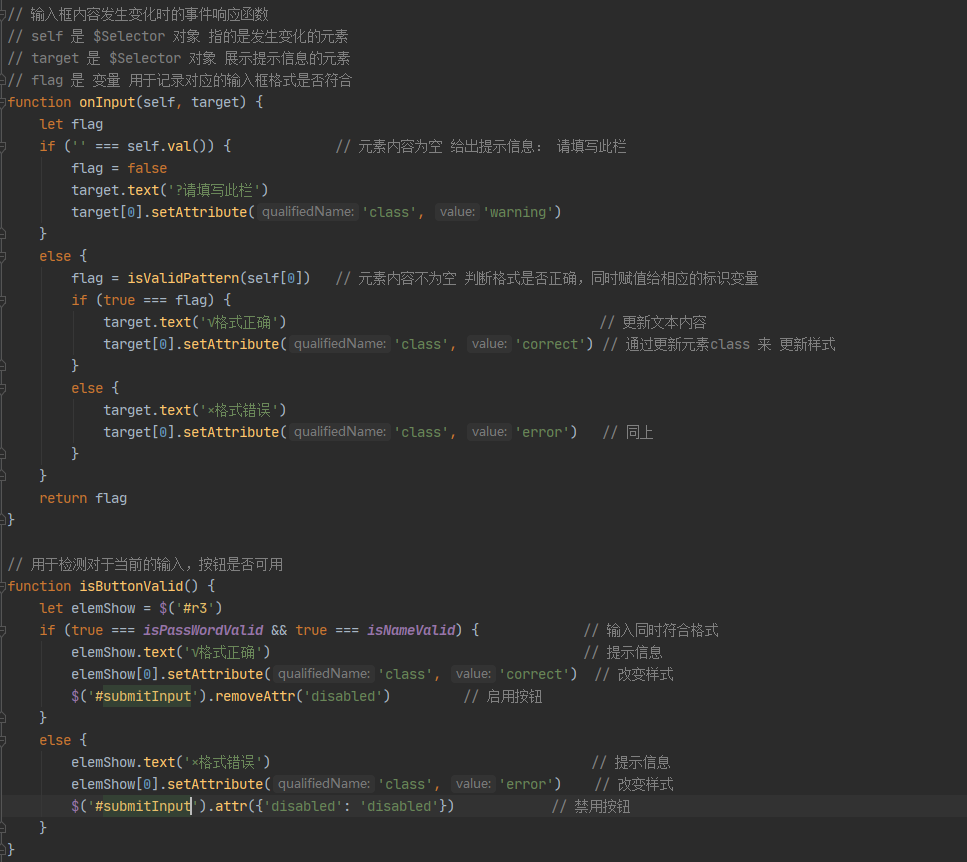 // 输入框内容发生变化时的事件响应函数
// self 是 $Selector 对象 指的是发生变化的元素
// target 是 $Selector 对象 展示提示信息的元素
// flag 是 变量 用于记录对应的输入框格式是否符合
function onInput(self, target) {
    let flag
    if ('' === self.val()) {             // 元素内容为空 给出提示信息： 请填写此栏
        flag = false
        target.text('?请填写此栏')
        target[0].setAttribute( qualifiedName: 'class',  value: 'warning')
    }
    else {
        flag = isValidPattern(self[0])   // 元素内容不为空 判断格式是否正确，同时赋值给相应的标识变量
        if (true === flag) {
            target.text('√格式正确')                                       // 更新文本内容
            target[0].setAttribute( qualifiedName: 'class',  value: 'correct') // 通过更新元素class 来 更新样式
        }
        else {
            target.text('×格式错误')
            target[0].setAttribute( qualifiedName: 'class',  value: 'error')   // 同上
        }
    }
    return flag
}

// 用于检测对于当前的输入，按钮是否可用
function isButtonValid() {
    let elemShow = $('#r3')
    if (true === isPassWordValid && true === isNameValid) {             // 输入同时符合格式
        elemShow.text('√格式正确')                                       // 提示信息
        elemShow[0].setAttribute( qualifiedName: 'class',  value: 'correct')  // 改变样式
        $('#submitInput').removeAttr('disabled')         // 启用按钮
    }
    else {
        elemShow.text('×格式错误')                                        // 提示信息
        elemShow[0].setAttribute( qualifiedName: 'class',  value: 'error')    // 改变样式
        $('#submitInput').attr({'disabled': 'disabled'})            // 禁用按钮
    }
}